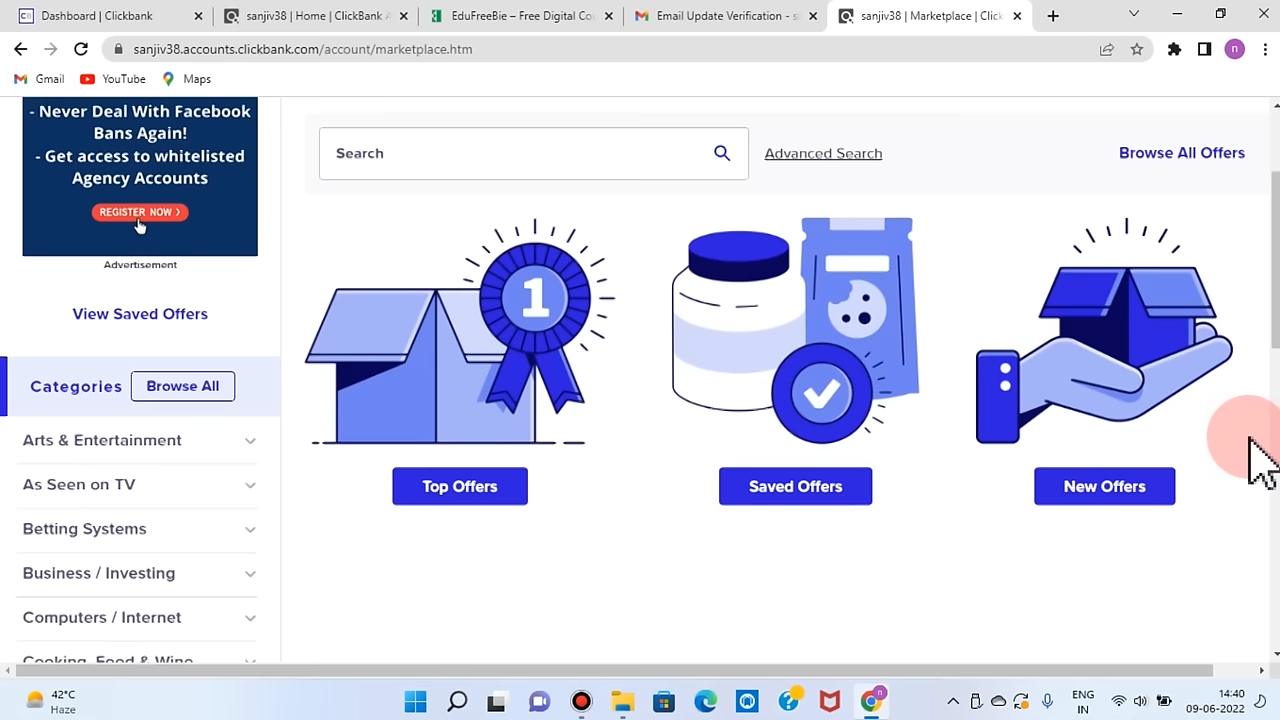 Dashboard | Clickbank
sanjiv38 | Home | ClickBank A
EduFreeBie – Free Digital Co
Email Update Verification - s
sanjiv38 | Marketplace | Click
sanjiv38.accounts.clickbank.com/account/marketplace.htm
n
Gmail
YouTube
Maps
- Never Deal With Facebook
Bans Again!
- Get access to whitelisted
Agency Accounts
REGISTER NOW >
Advertisement
View Saved Offers
Categories
Browse All
Arts & Entertainment
As Seen on TV
Betting Systems
Business / Investing
Computers / Internet
Cooking, Food & Wine
Search
Advanced Search
Browse All Offers
1
Top Offers
Saved Offers
New Offers
42°C
Haze
n
ENG
IN
14:40
09-06-2022